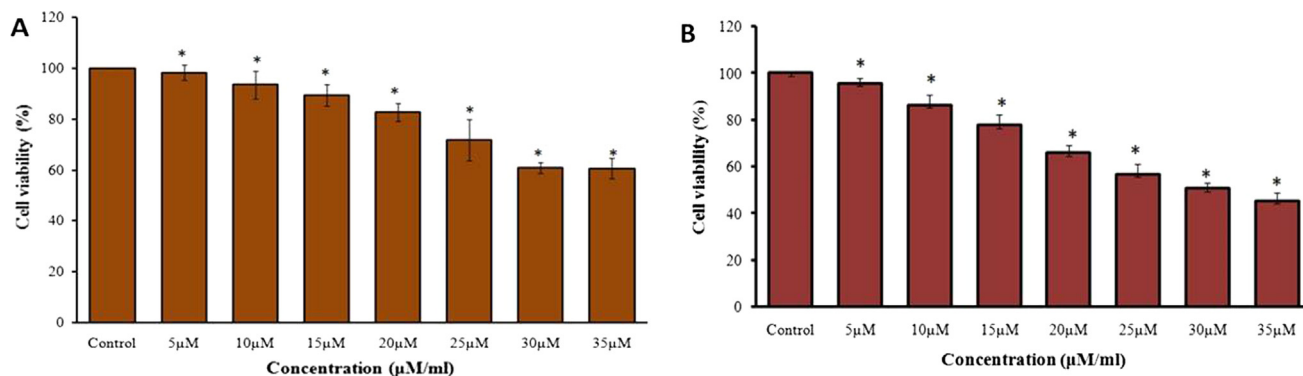 A
120
100
80
60
40
20
0
Cell viability (%)
* * * * * * *
Control 5µM 10µM 15µM 20µM 25µM 30µM 35µM
Concentration (µM/ml)
B
120
100
80
60
40
20
0
Cell viability (%)
* * * * * * *
Control 5µM 10µM 15µM 20µM 25µM 30µM 35µM
Concentration (µM/ml)